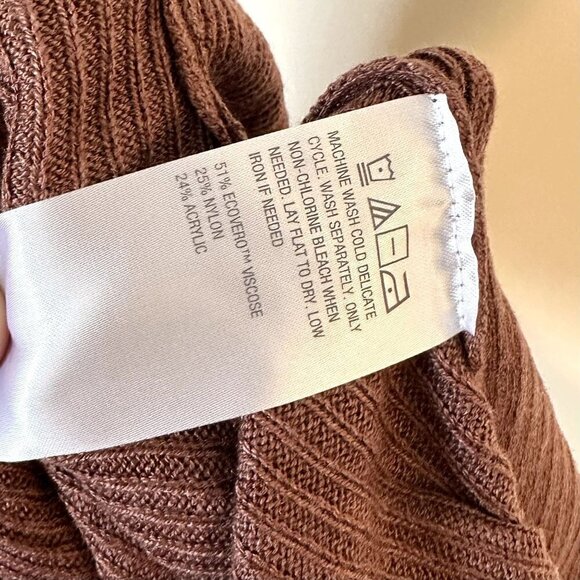 MACHINE WASH COLD DELICATE
CYCLE. WASH SEPARATELY. ONLY
NON-CHLORINE BLEACH WHEN
NEEDED. LAY FLAT TO DRY. LOW
IRON IF NEEDED
51% ECOVERO™ VISCOSE
25% NYLON
24% ACRYLIC